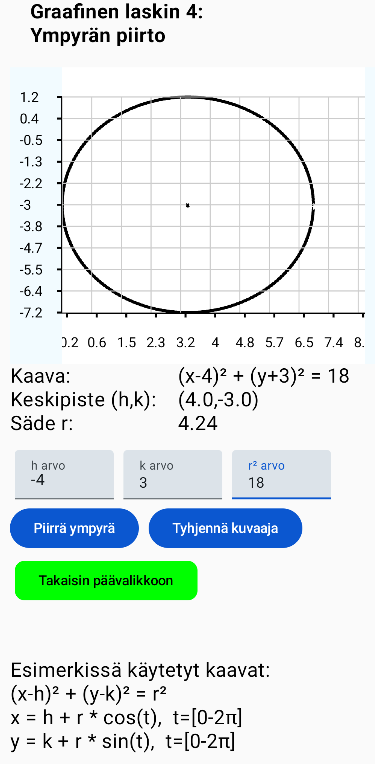 Graafinen laskin 4:
Ympyrän piirto
1.2
0.4
-0.5
-1.3
-2.2
-3
-3.8
-4.7
-5.5
-6.4
-7.2
0.2 0.6 1.5 2.3 3.2 4 4.8 5.7 6.5 7.4 8.
Kaava: (x-4)² + (y+3)² = 18
Keskipiste (h,k): (4.0,-3.0)
Säde r: 4.24
h arvo k arvo r² arvo
-4 3 18
Piirrä ympyrä Tyhjennä kuvaaja
Takaisin päävalikkoon
Esimerkissä käytetyt kaavat:
(x-h)² + (y-k)² = r²
x = h + r * cos(t), t=[0-2π]
y = k + r * sin(t), t=[0-2π]